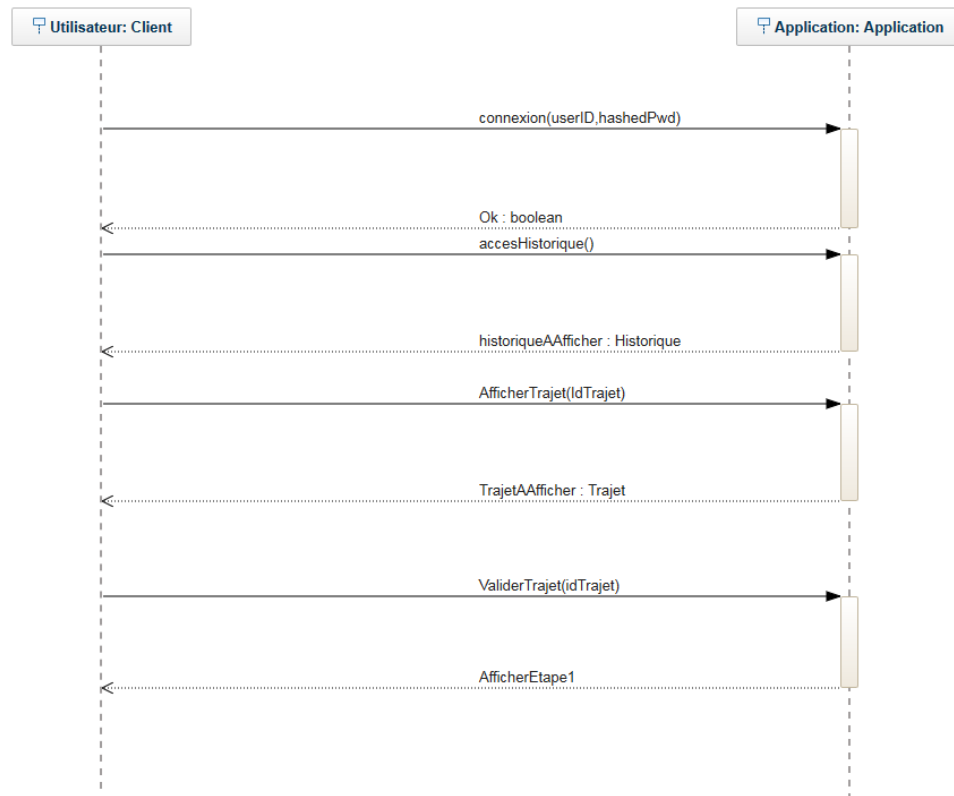 Utilisateur: Client
Application: Application
connexion(userID,hashedPwd)
Ok : boolean
accesHistorique()
historiqueAAfficher : Historique
AfficherTrajet(IdTrajet)
TrajetAAfficher : Trajet
ValiderTrajet(idTrajet)
AfficherEtape1